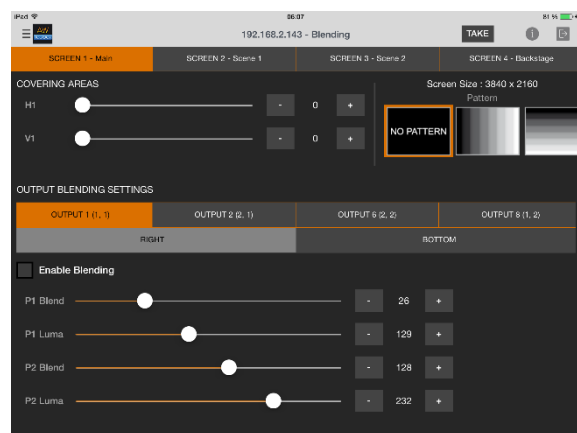 iPad 06:07 81 %
AW
192.168.2.143 - Blending TAKE i
SCREEN 1 - Main SCREEN 2 - Scene 1 SCREEN 3 - Scene 2 SCREEN 4 - Backstage
COVERING AREAS Screen Size : 3840 x 2160
Pattern
H1 - 0 +
V1 - 0 +
NO PATTERN
OUTPUT BLENDING SETTINGS
OUTPUT 1 (1, 1) OUTPUT 2 (2, 1) OUTPUT 6 (2, 2) OUTPUT 8 (1, 2)
RIGHT BOTTOM
Enable Blending
P1 Blend - 26 +
P1 Luma - 129 +
P2 Blend - 128 +
P2 Luma - 232 +